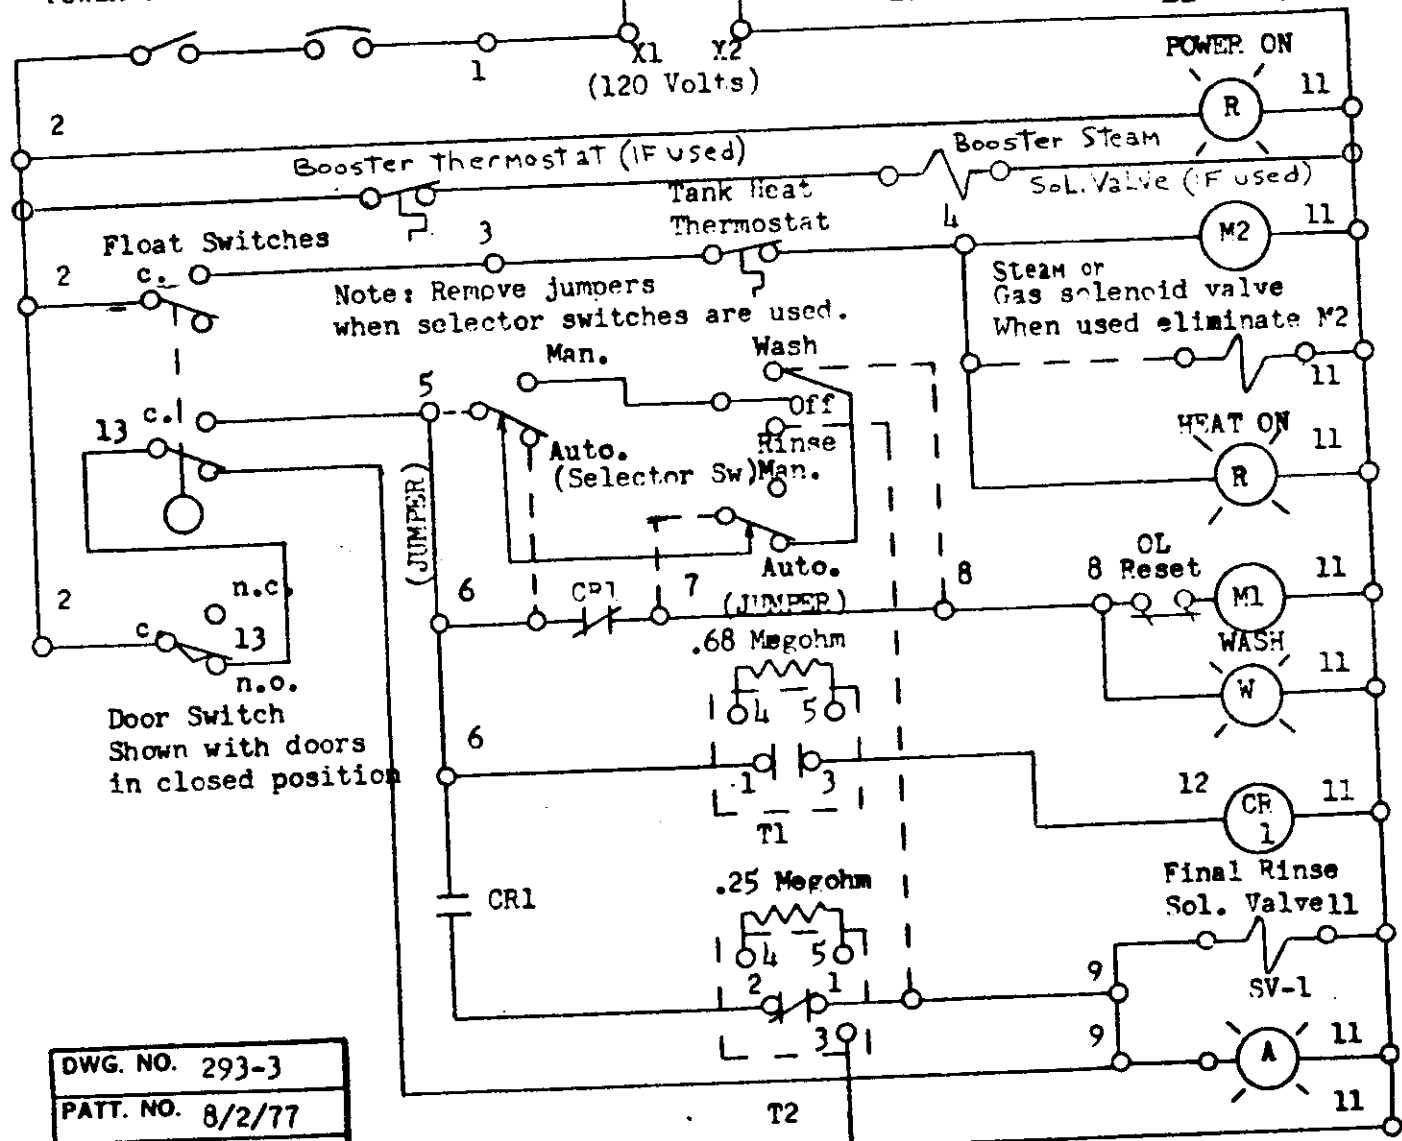 1
X1 X2
(120 Volts)
POWER ON
R
11
2
Booster Thermostat (IF used)
Booster Steam
Sol. Valve (IF used)
Tank Heat
Thermostat
Float Switches
3
4
M2
11
2
c.
Note: Remove jumpers
when selector switches are used.
Steam or
Gas solenoid valve
When used eliminate M2
11
Man.
Wash
5
Off
Rinse
13
c.
Auto.
(Selector Sw)
Man.
HEAT ON
R
11
(JUMPER)
Auto.
OL
Reset
2
n.c.
c.
13
n.o.
6
CR1
7
(JUMPER)
8
8
M1
11
Door Switch
Shown with doors
in closed position
.68 Megohm
4 5
WASH
W
11
6
1 3
T1
12
CR
1
11
CR1
.25 Megohm
4 5
2 1
3
T2
Final Rinse
Sol. Valve
11
9
SV-1
9
A
11
11
DWG. NO. 293-3
PATT. NO. 8/2/77